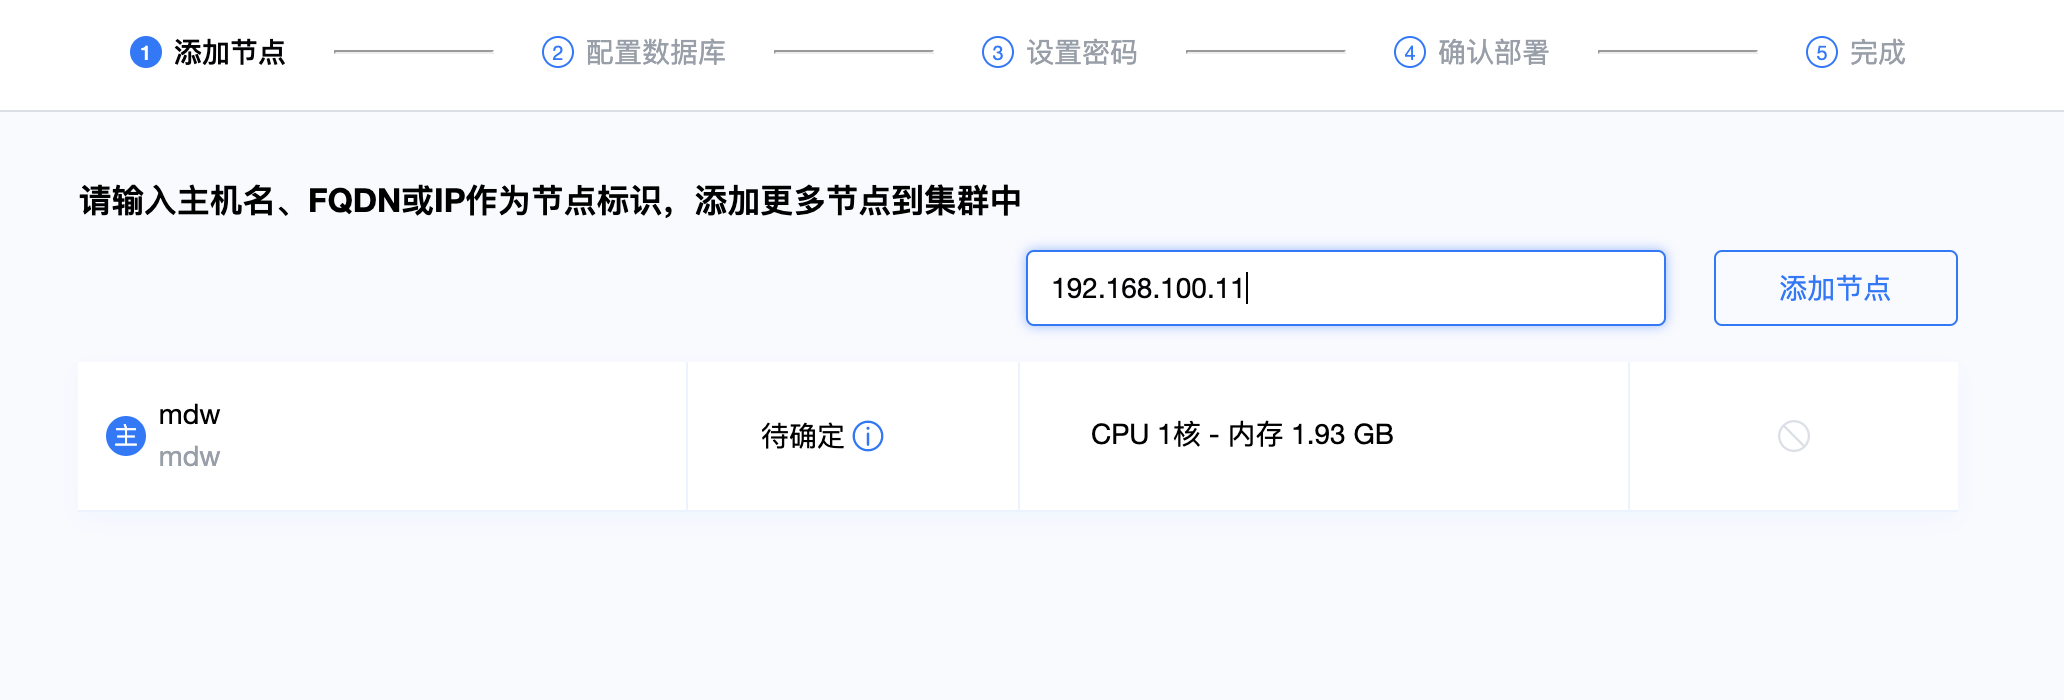 1 添加节点 2 配置数据库 3 设置密码 4 确认部署 5 完成
请输入主机名、FQDN或IP作为节点标识，添加更多节点到集群中
192.168.100.11 添加节点
主 mdw 待确定 CPU 1核 - 内存 1.93 GB
mdw